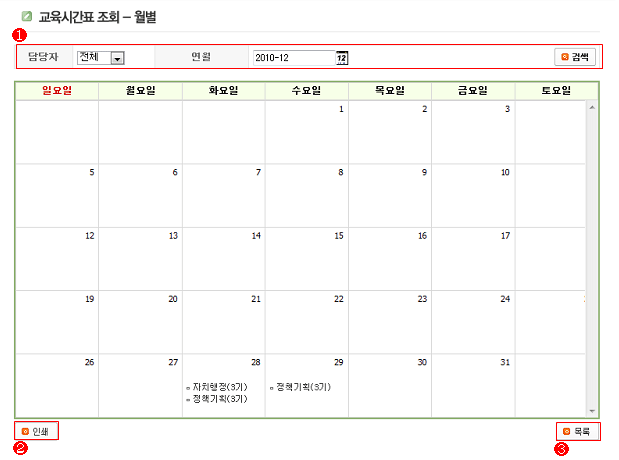 교육시간표 조회 - 월별
1
담당자 전체 연월 2010-12 12 검색
일요일 월요일 화요일 수요일 목요일 금요일 토요일
1 2 3
5 6 7 8 9 10
12 13 14 15 16 17
19 20 21 22 23 24
26 27 28 29 30 31
자치행정(3기) 정책기획(3기)
정책기획(3기)
인쇄 목록
2 3